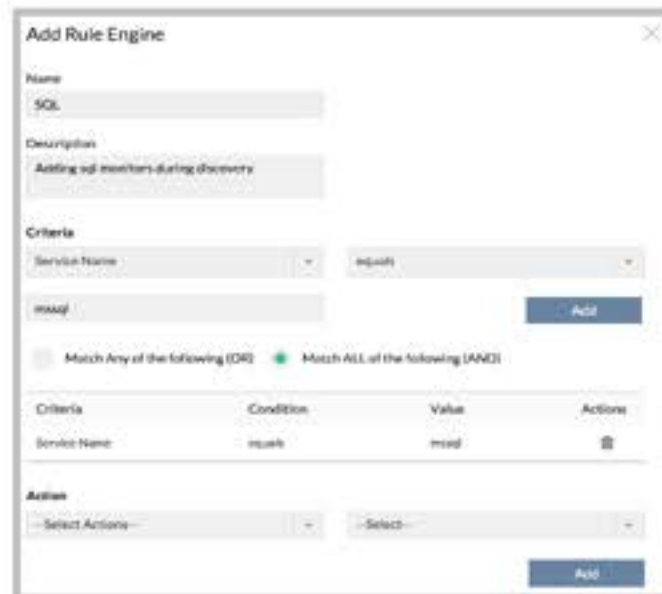 Add Rule Engine
Name
SQL
Description
Adding sql monitors during discovery
Criteria
Service Name equals
mssql Add
Match Any of the following (OR) Match ALL of the following (AND)
Criteria Condition Value Actions
Service Name equals mssql
Action
--Select Actions-- --Select--
Add